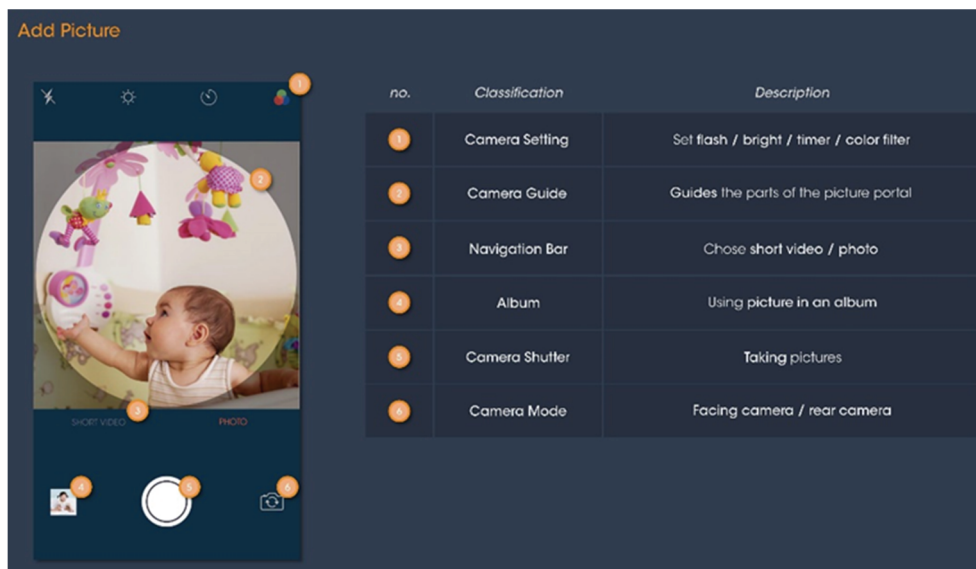 Add Picture
1
2
3
SHORT VIDEO
PHOTO
4
5
6
no. Classification Description
1 Camera Setting Set flash / bright / timer / color filter
2 Camera Guide Guides the parts of the picture portal
3 Navigation Bar Chose short video / photo
4 Album Using picture in an album
5 Camera Shutter Taking pictures
6 Camera Mode Facing camera / rear camera